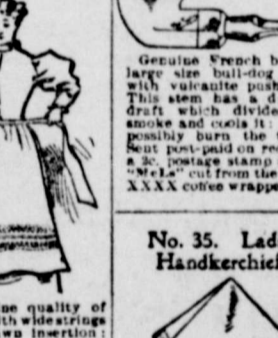 Genuine French b
large size bull-dog
with vulcanite push
This stem has a d
draft which divide
smoke and cools it:
possibly burn the
Sent post-paid on re
a 2c. postage stamp
"McLs" cut from the
XXXX coffee wrappe
No. 35. Lad
Handkerchief
ne quality of
th wide strings
wn insertion: